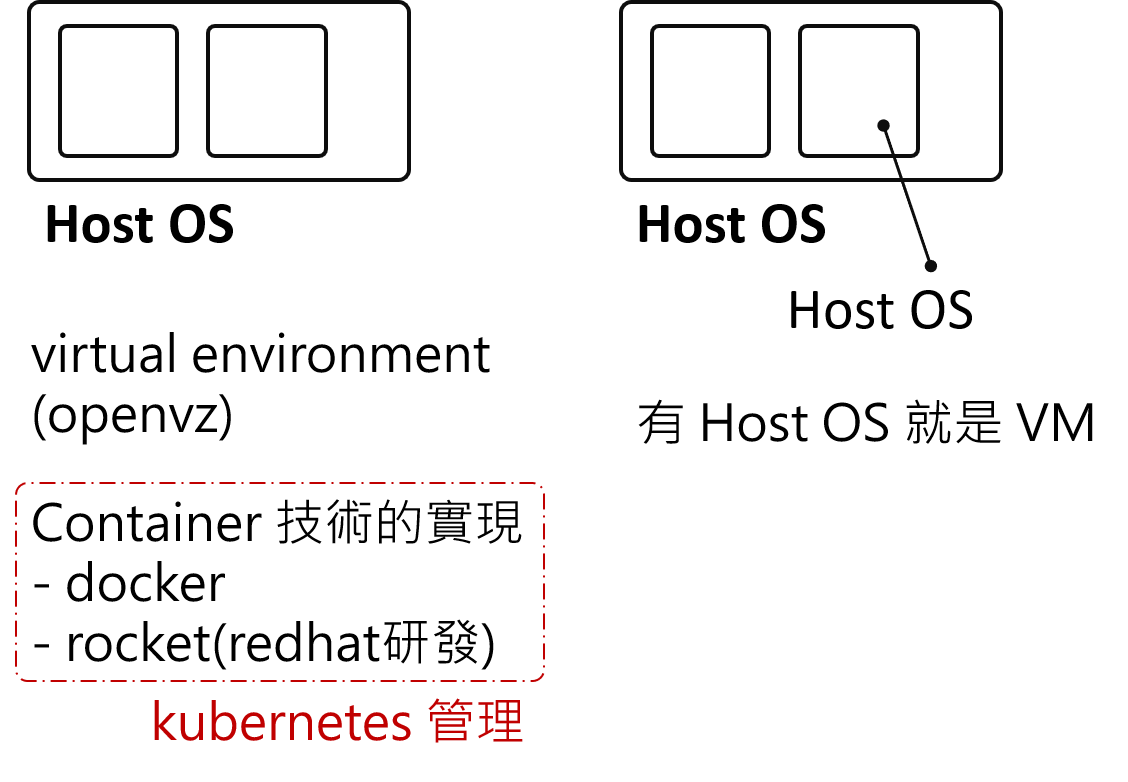 Host OS
virtual environment
(openvz)
Container 技術的實現
- docker
- rocket(redhat研發)
kubernetes 管理
Host OS
Host OS
有 Host OS 就是 VM